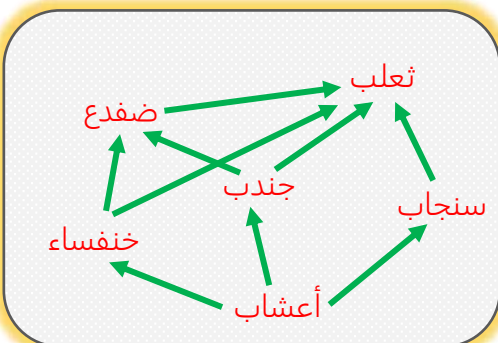 ثعلب
ضفدع
جندب
سنجاب
خنفساء
أعشاب